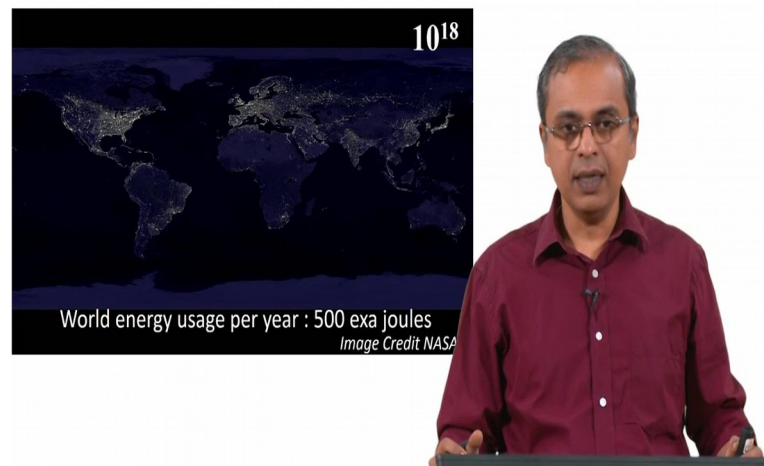 10¹⁸
World energy usage per year : 500 exa joules
Image Credit NASA